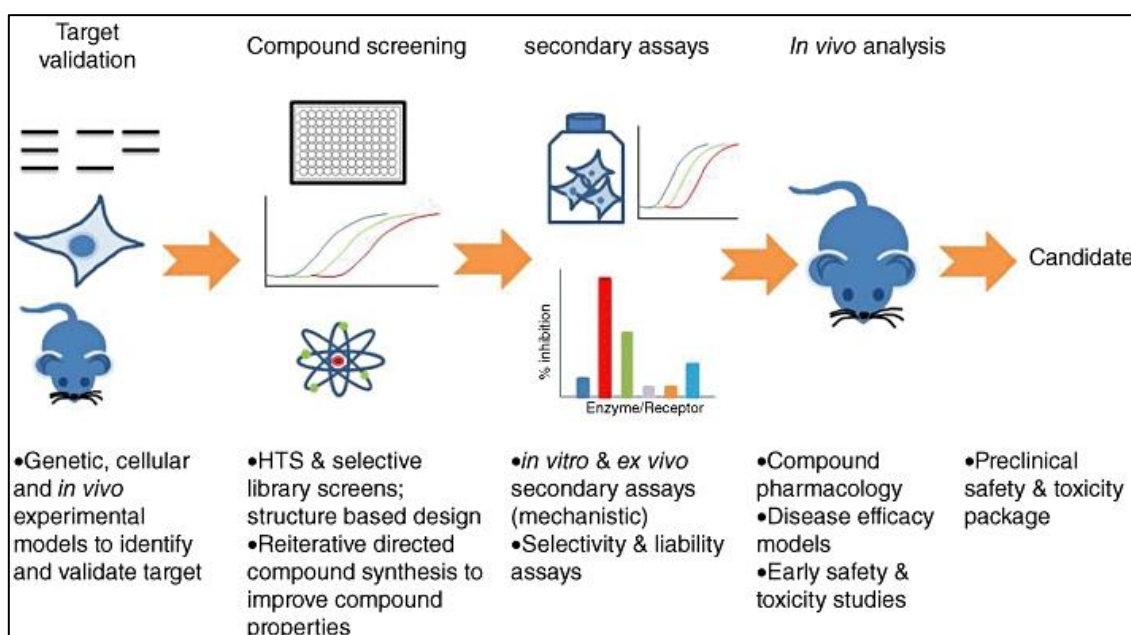 Target
validation
Compound screening
secondary assays
In vivo analysis
Candidate
% inhibition
Enzyme/Receptor
•Genetic, cellular
and in vivo
experimental
models to identify
and validate target
•HTS & selective
library screens;
structure based design
•Reiterative directed
compound synthesis to
improve compound
properties
•in vitro & ex vivo
secondary assays
(mechanistic)
•Selectivity & liability
assays
•Compound
pharmacology
•Disease efficacy
models
•Early safety &
toxicity studies
•Preclinical
safety & toxicity
package